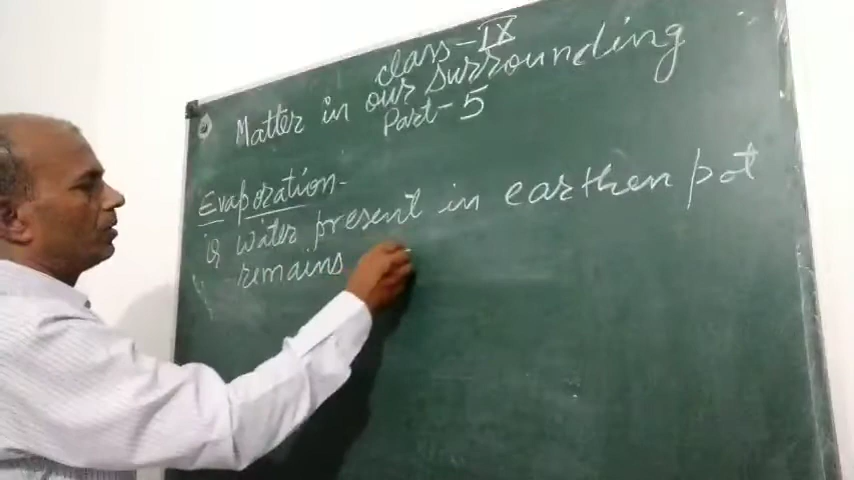 class-IX
Matter in our surrounding
Part-5
Evaporation-
water present in earthen pot
remains